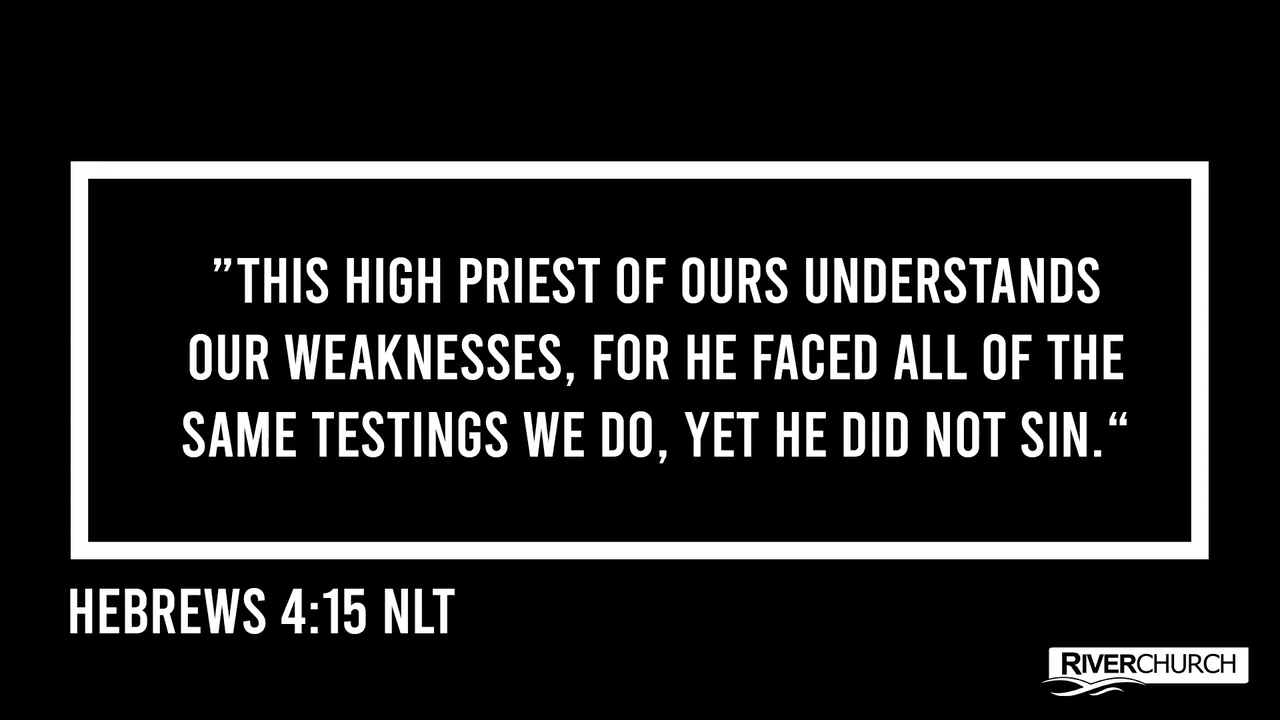 ”THIS HIGH PRIEST OF OURS UNDERSTANDS
OUR WEAKNESSES, FOR HE FACED ALL OF THE
SAME TESTINGS WE DO, YET HE DID NOT SIN.“
HEBREWS 4:15 NLT
RIVERCHURCH